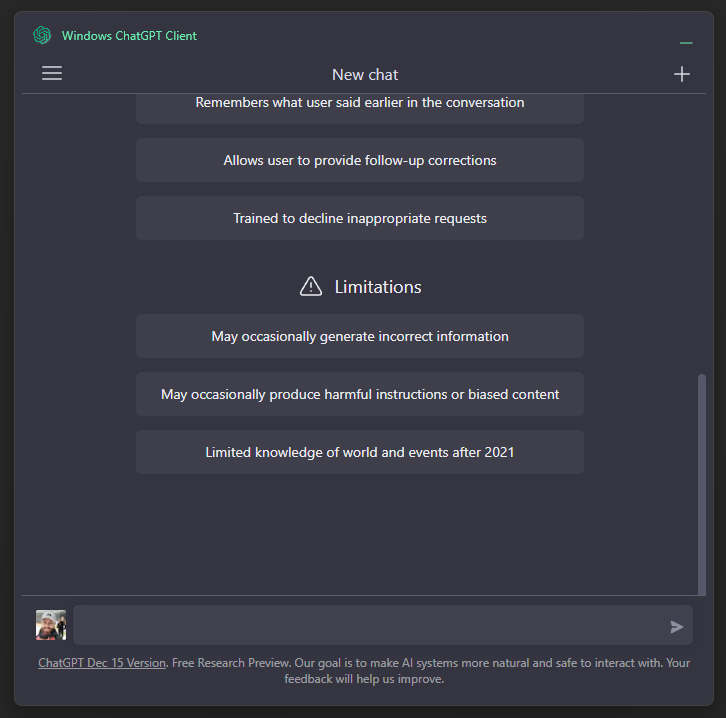 Windows ChatGPT Client
New chat
Remembers what user said earlier in the conversation
Allows user to provide follow-up corrections
Trained to decline inappropriate requests
Limitations
May occasionally generate incorrect information
May occasionally produce harmful instructions or biased content
Limited knowledge of world and events after 2021
ChatGPT Dec 15 Version. Free Research Preview. Our goal is to make AI systems more natural and safe to interact with. Your
feedback will help us improve.